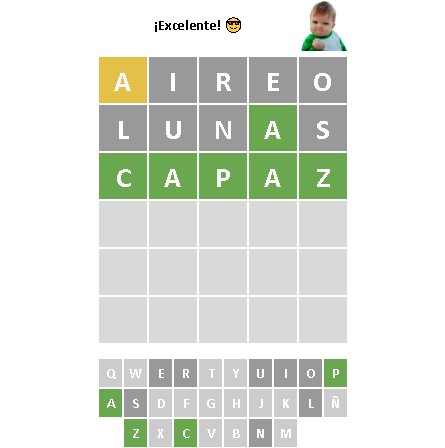 ¡Excelente! 😎
A I R E O
L U N A S
C A P A Z
Q W E R T Y U I O P
A S D F G H J K L Ñ
Z X C V B N M